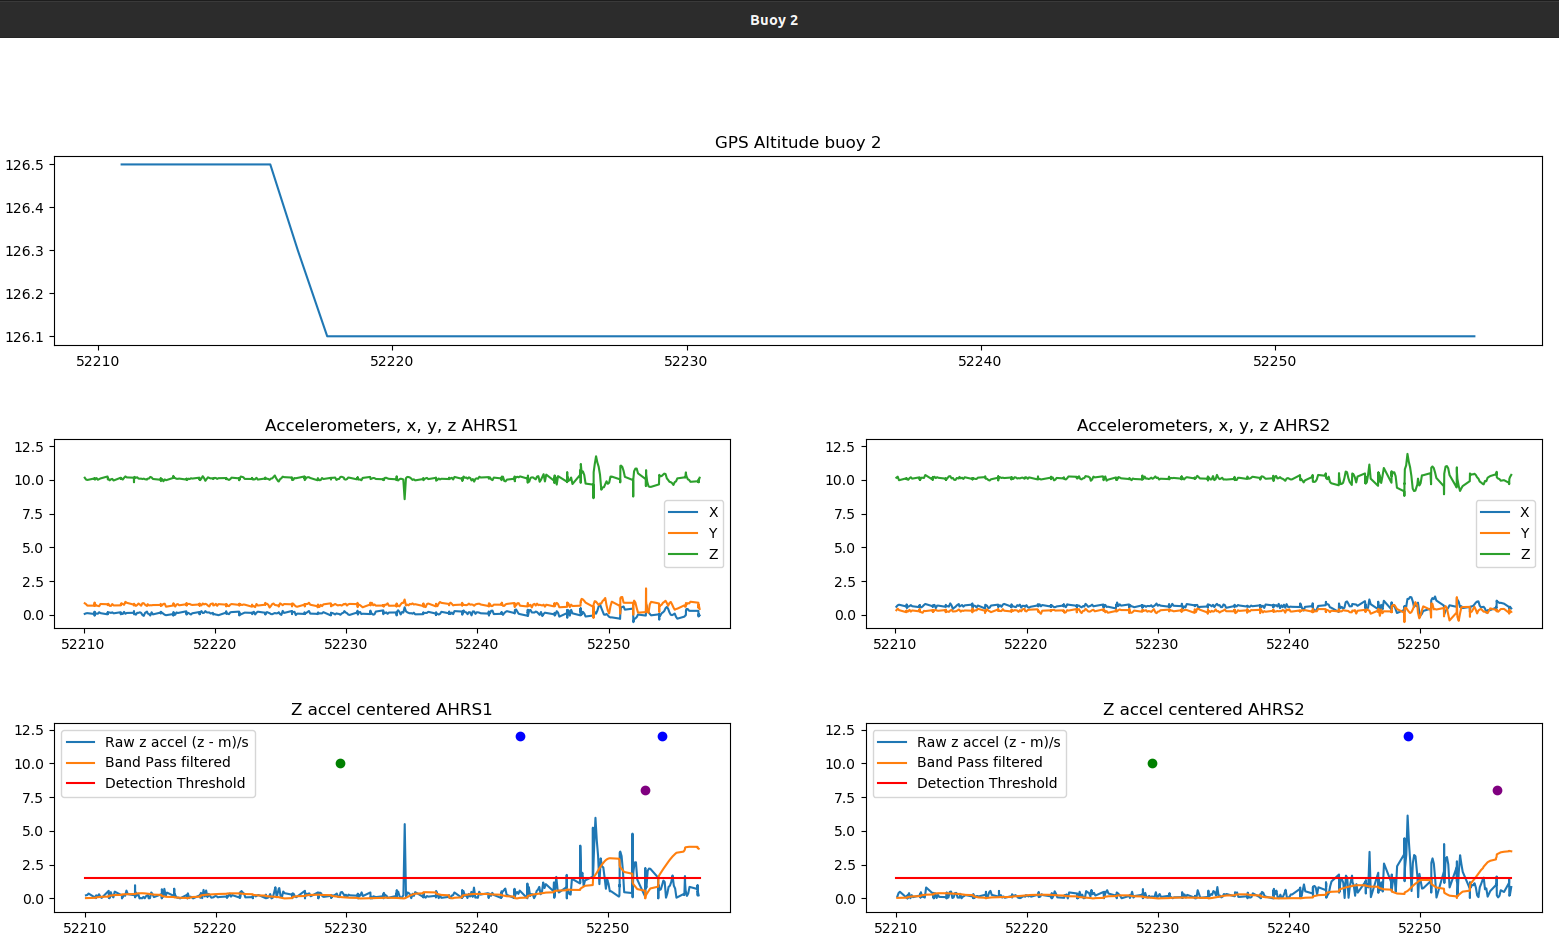 Buoy 2
GPS Altitude buoy 2
126.5
126.4
126.3
126.2
126.1
52210 52220 52230 52240 52250
Accelerometers, x, y, z AHRS1
12.5
10.0
7.5
5.0
2.5
0.0
X
Y
Z
52210 52220 52230 52240 52250
Accelerometers, x, y, z AHRS2
12.5
10.0
7.5
5.0
2.5
0.0
X
Y
Z
52210 52220 52230 52240 52250
Z accel centered AHRS1
12.5
10.0
7.5
5.0
2.5
0.0
Raw z accel (z - m)/s
Band Pass filtered
Detection Threshold
52210 52220 52230 52240 52250
Z accel centered AHRS2
12.5
10.0
7.5
5.0
2.5
0.0
Raw z accel (z - m)/s
Band Pass filtered
Detection Threshold
52210 52220 52230 52240 52250